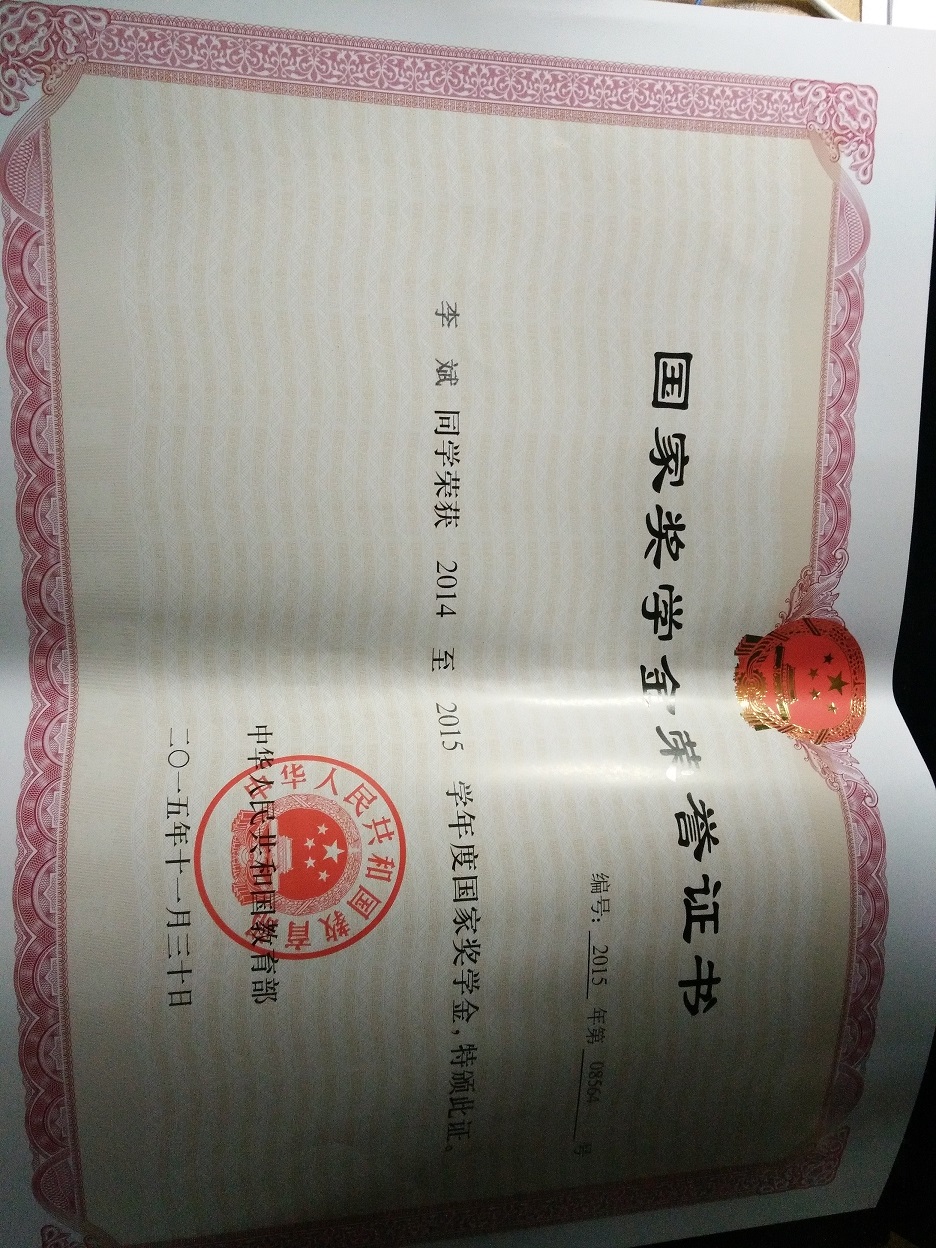 国家奖学金荣誉证书
编号: 2015 年第 08564 号
李 斌 同学荣获 2014 至 2015 学年度国家奖学金,特颁此证。
中华人民共和国教育部
二〇一五年十一月三十日
中华人民共和国教育部